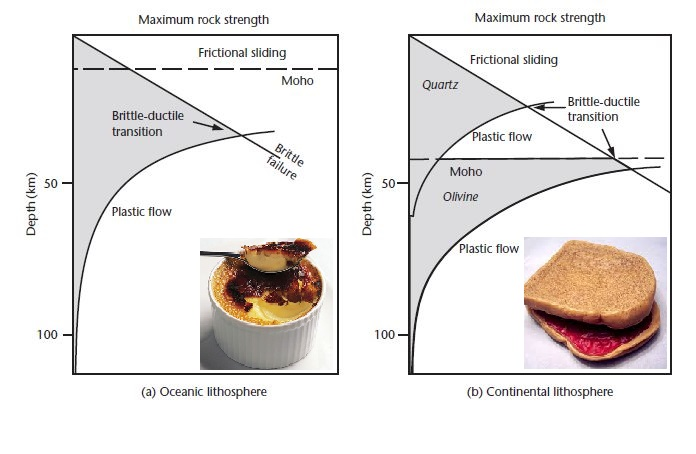 Maximum rock strength
Frictional sliding
Moho
Brittle-ductile
transition
Brittle
failure
Plastic flow
50
100
Depth (km)
(a) Oceanic lithosphere
Maximum rock strength
Frictional sliding
Quartz
Brittle-ductile
transition
Plastic flow
Moho
Olivine
Plastic flow
50
100
Depth (km)
(b) Continental lithosphere